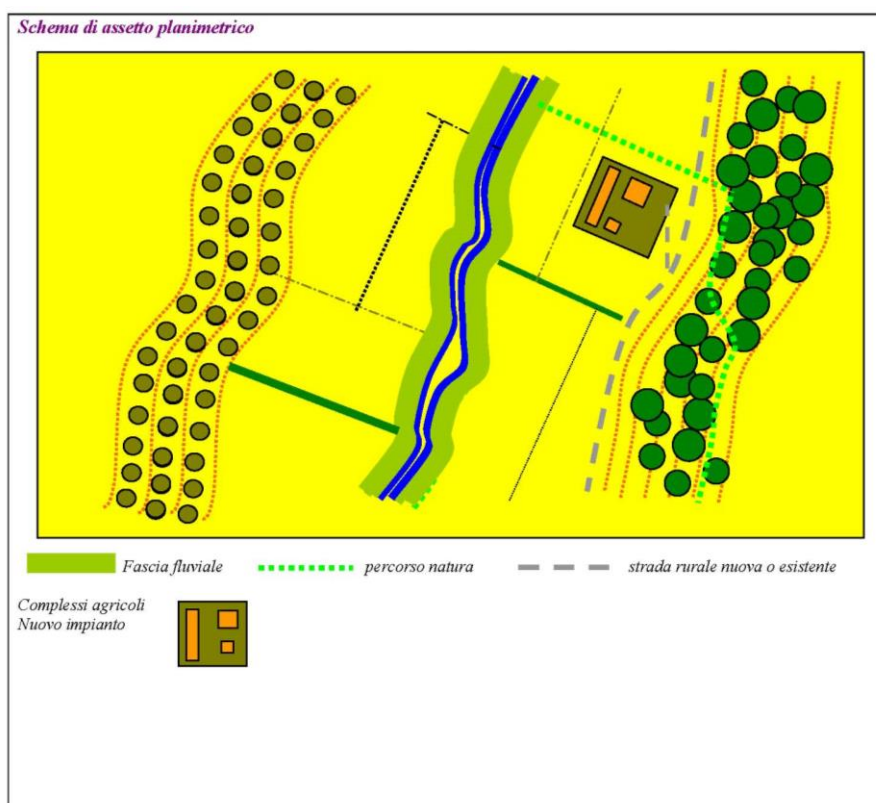 Schema di assetto planimetrico
Fascia fluviale
percorso natura
strada rurale nuova o esistente
Complessi agricoli
Nuovo impianto